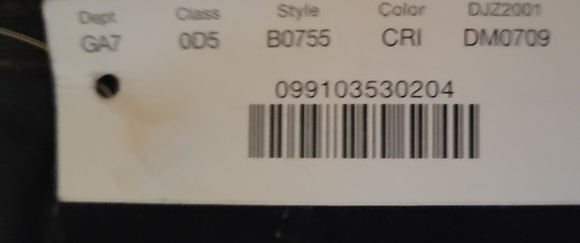 Dept Class Style Color DJZ2001
GA7 0D5 B0755 CRI DM0709
099103530204